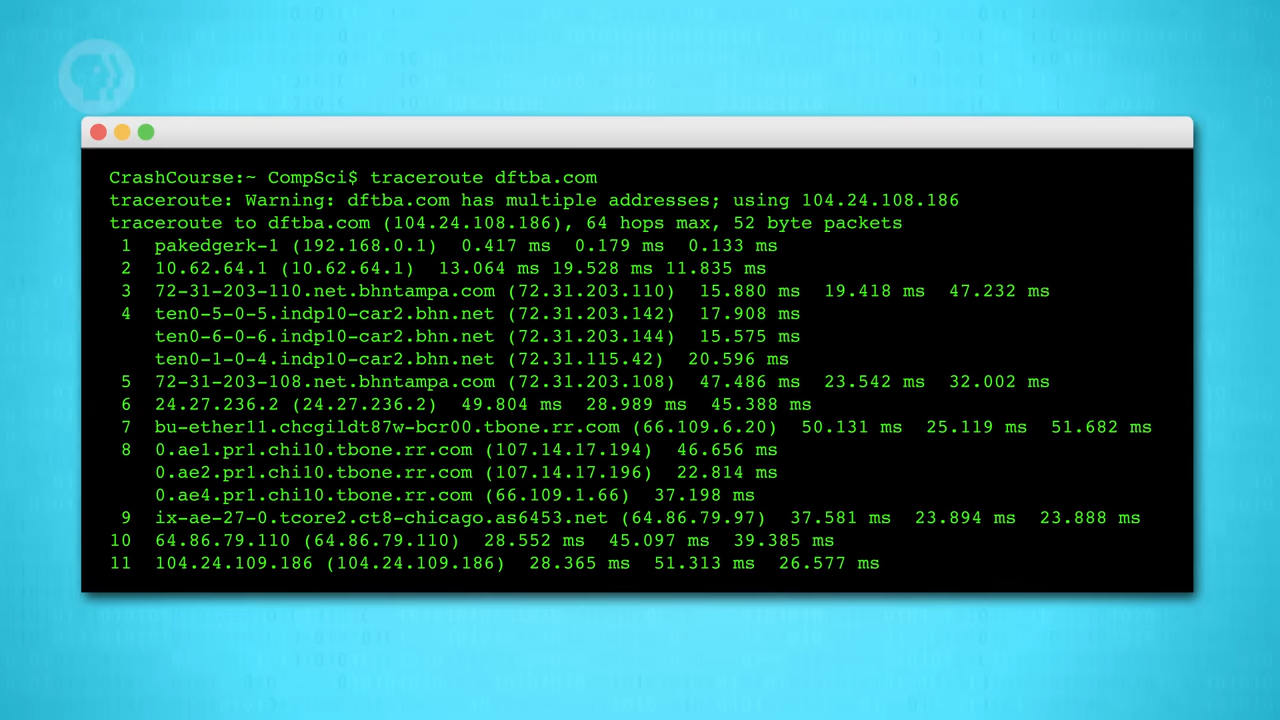 CrashCourse:~ CompSci$ traceroute dftba.com
traceroute: Warning: dftba.com has multiple addresses; using 104.24.108.186
traceroute to dftba.com (104.24.108.186), 64 hops max, 52 byte packets
1 pakedgerk-1 (192.168.0.1) 0.417 ms 0.179 ms 0.133 ms
2 10.62.64.1 (10.62.64.1) 13.064 ms 19.528 ms 11.835 ms
3 72-31-203-110.net.bhntampa.com (72.31.203.110) 15.880 ms 19.418 ms 47.232 ms
4 ten0-5-0-5.indp10-car2.bhn.net (72.31.203.142) 17.908 ms
ten0-6-0-6.indp10-car2.bhn.net (72.31.203.144) 15.575 ms
ten0-1-0-4.indp10-car2.bhn.net (72.31.115.42) 20.596 ms
5 72-31-203-108.net.bhntampa.com (72.31.203.108) 47.486 ms 23.542 ms 32.002 ms
6 24.27.236.2 (24.27.236.2) 49.804 ms 28.989 ms 45.388 ms
7 bu-ether11.chcgildt87w-bcr00.tbone.rr.com (66.109.6.20) 50.131 ms 25.119 ms 51.682 ms
8 0.ae1.pr1.chi10.tbone.rr.com (107.14.17.194) 46.656 ms
0.ae2.pr1.chi10.tbone.rr.com (107.14.17.196) 22.814 ms
0.ae4.pr1.chi10.tbone.rr.com (66.109.1.66) 37.198 ms
9 ix-ae-27-0.tcore2.ct8-chicago.as6453.net (64.86.79.97) 37.581 ms 23.894 ms 23.888 ms
10 64.86.79.110 (64.86.79.110) 28.552 ms 45.097 ms 39.385 ms
11 104.24.109.186 (104.24.109.186) 28.365 ms 51.313 ms 26.577 ms